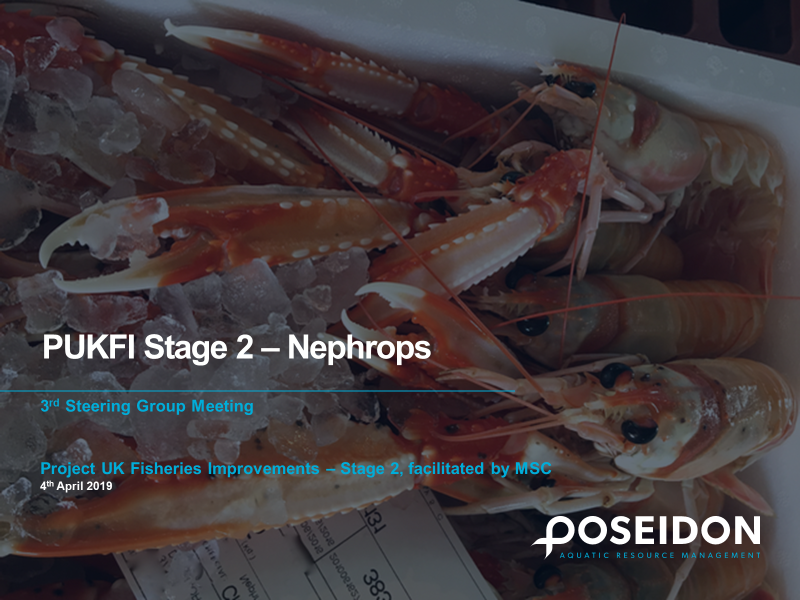 PUKFI Stage 2 – Nephrops
3rd Steering Group Meeting
Project UK Fisheries Improvements – Stage 2, facilitated by MSC
4th April 2019
POSEIDON
AQUATIC RESOURCE MANAGEMENT